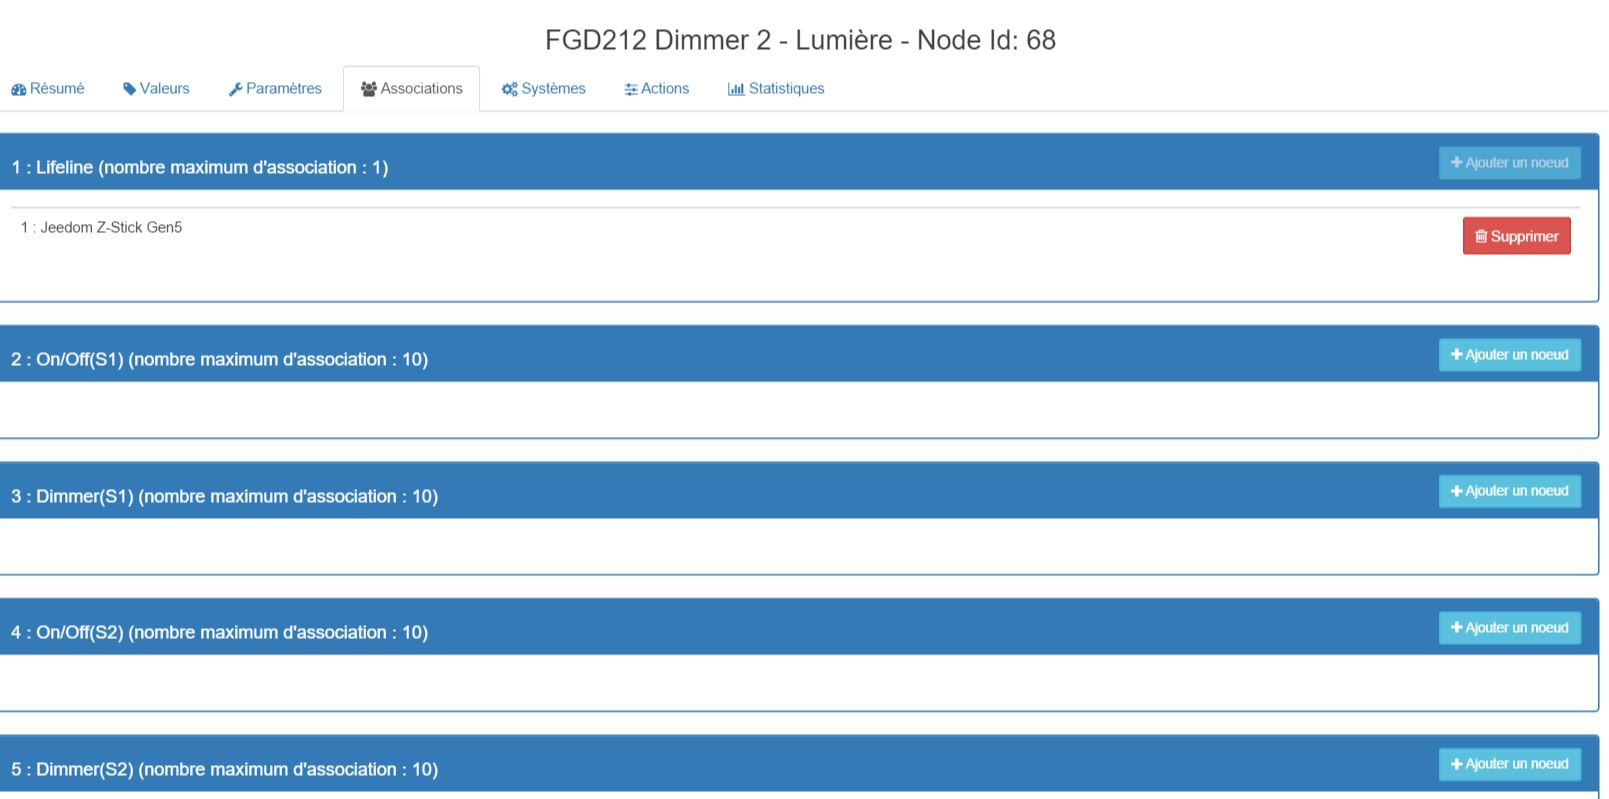 FGD212 Dimmer 2 - Lumière - Node Id: 68
Résumé Valeurs Paramètres Associations Systèmes Actions Statistiques
1 : Lifeline (nombre maximum d'association : 1) Ajouter un noeud
1 : Jeedom Z-Stick Gen5 Supprimer
2 : On/Off(S1) (nombre maximum d'association : 10) Ajouter un noeud
3 : Dimmer(S1) (nombre maximum d'association : 10) Ajouter un noeud
4 : On/Off(S2) (nombre maximum d'association : 10) Ajouter un noeud
5 : Dimmer(S2) (nombre maximum d'association : 10) Ajouter un noeud